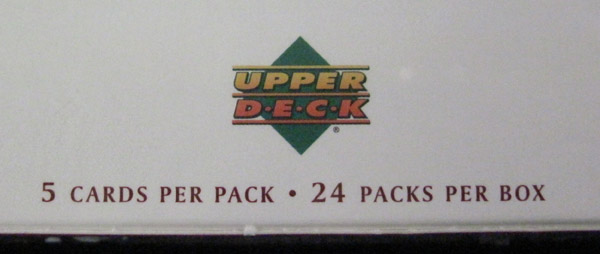 UPPER
D·E·C·K ®
5 CARDS PER PACK • 24 PACKS PER BOX